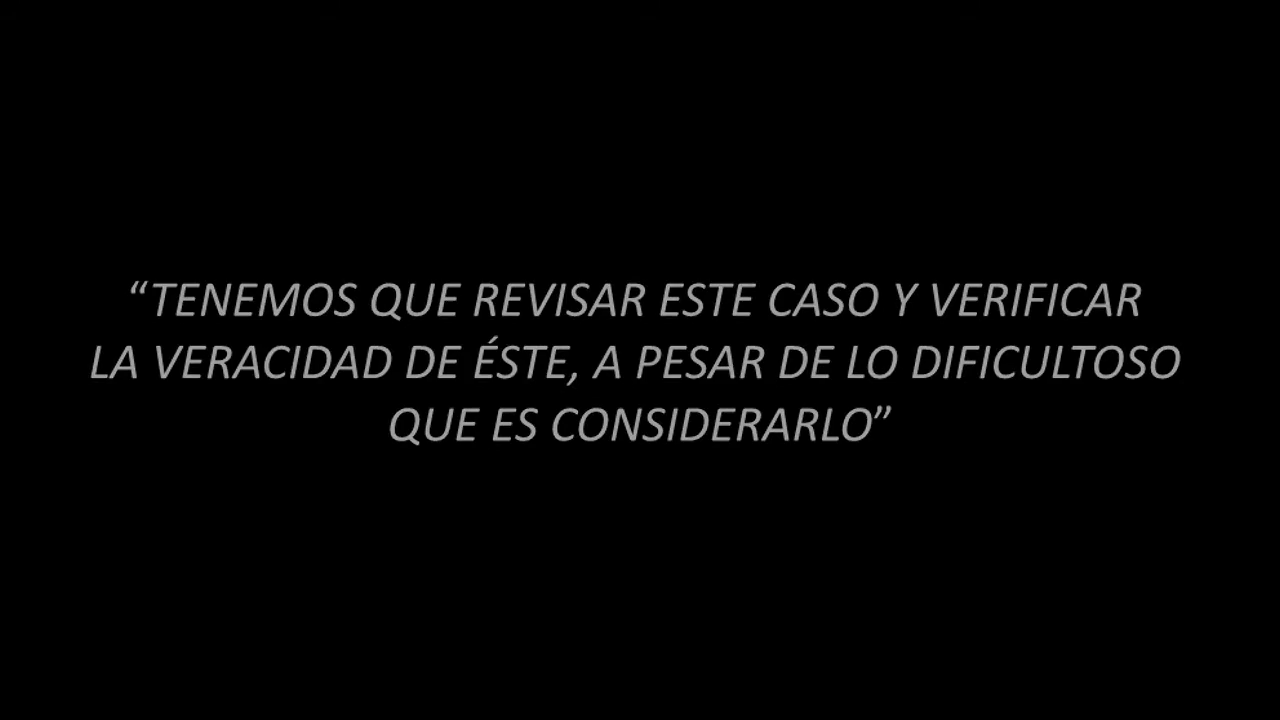 “TENEMOS QUE REVISAR ESTE CASO Y VERIFICAR
LA VERACIDAD DE ÉSTE, A PESAR DE LO DIFICULTOSO
QUE ES CONSIDERARLO”